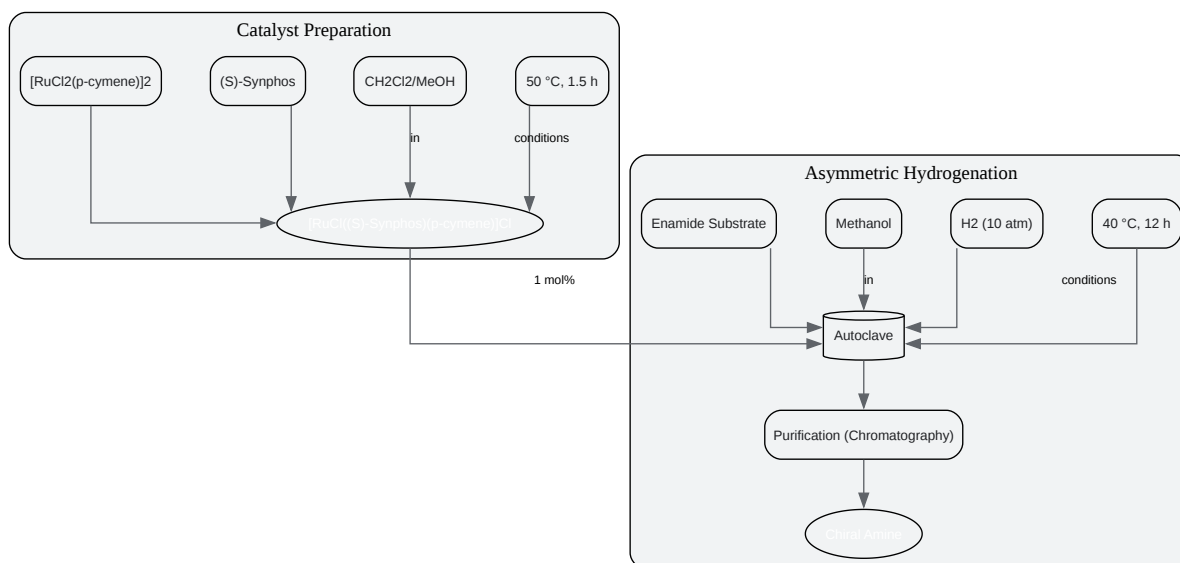 Catalyst Preparation
[RuCl2(p-cymene)]2
(S)-Synphos
CH2Cl2/MeOH
50 °C, 1.5 h
in
conditions
[RuCl((S)-Synphos)(p-cymene)]Cl
1 mol%
Asymmetric Hydrogenation
Enamide Substrate
Methanol
H2 (10 atm)
40 °C, 12 h
in
conditions
Autoclave
Purification (Chromatography)
Chiral Amine